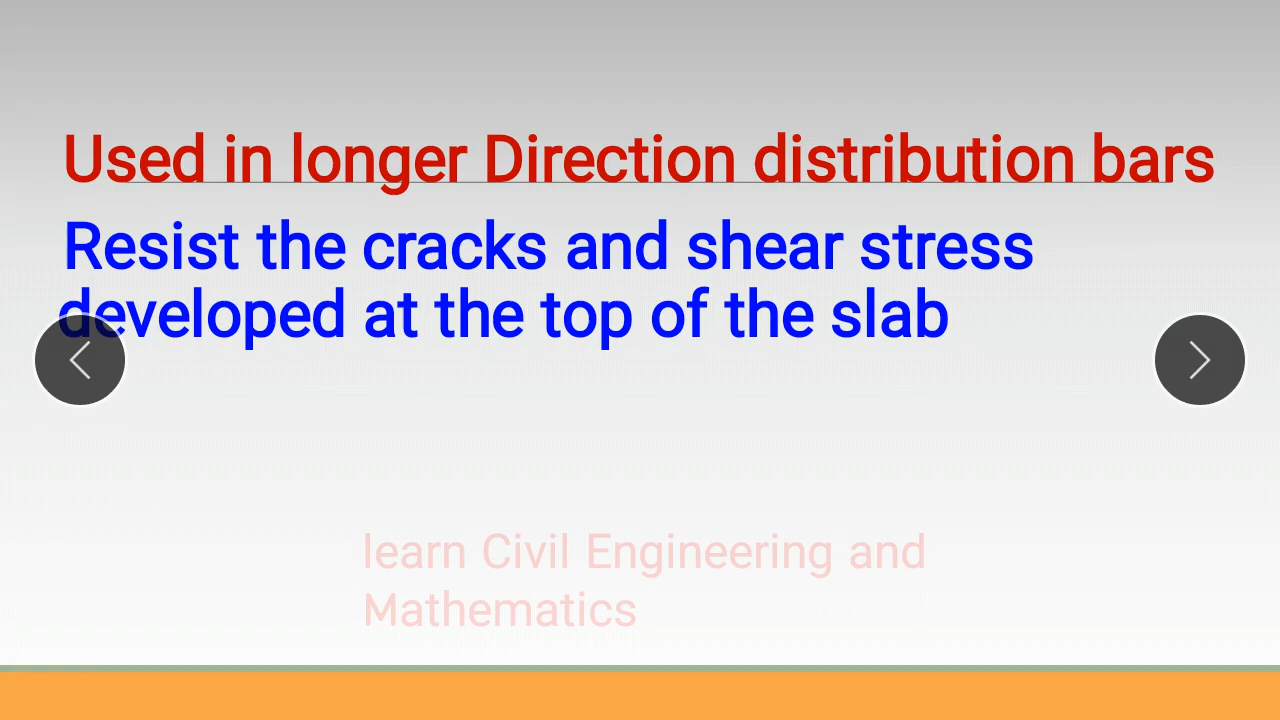 Used in longer Direction distribution bars
Resist the cracks and shear stress
developed at the top of the slab
learn Civil Engineering and
Mathematics